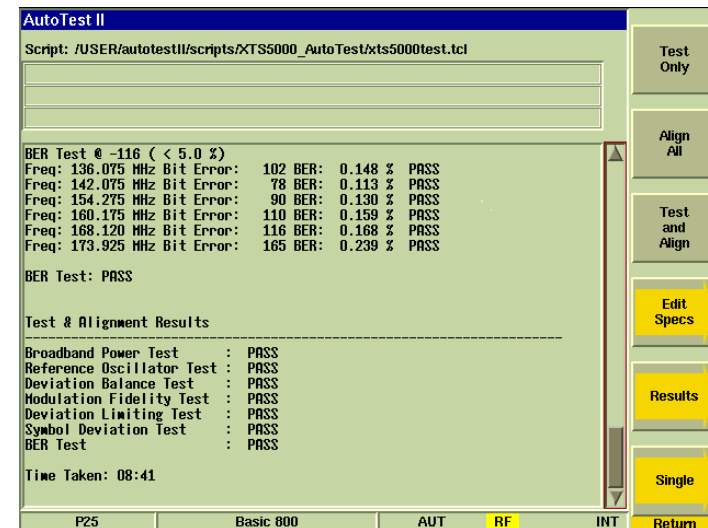 AutoTest II
Script: /USER/autotestII/scripts/XTS5000_AutoTest/xts5000test.tcl
BER Test @ -116 ( < 5.0 %)
Freq: 136.075 MHz Bit Error: 102 BER: 0.148 % PASS
Freq: 142.075 MHz Bit Error: 78 BER: 0.113 % PASS
Freq: 154.275 MHz Bit Error: 90 BER: 0.130 % PASS
Freq: 160.175 MHz Bit Error: 110 BER: 0.159 % PASS
Freq: 168.120 MHz Bit Error: 116 BER: 0.168 % PASS
Freq: 173.925 MHz Bit Error: 165 BER: 0.239 % PASS
BER Test: PASS
Test & Alignment Results
--------------------------------------------------------------
Broadband Power Test : PASS
Reference Oscillator Test : PASS
Deviation Balance Test : PASS
Modulation Fidelity Test : PASS
Deviation Limiting Test : PASS
Symbol Deviation Test : PASS
BER Test : PASS
Time Taken: 08:41
Test
Only
Align
All
Test
and
Align
Edit
Specs
Results
Single
Return
P25 Basic 800 AUT RF INT